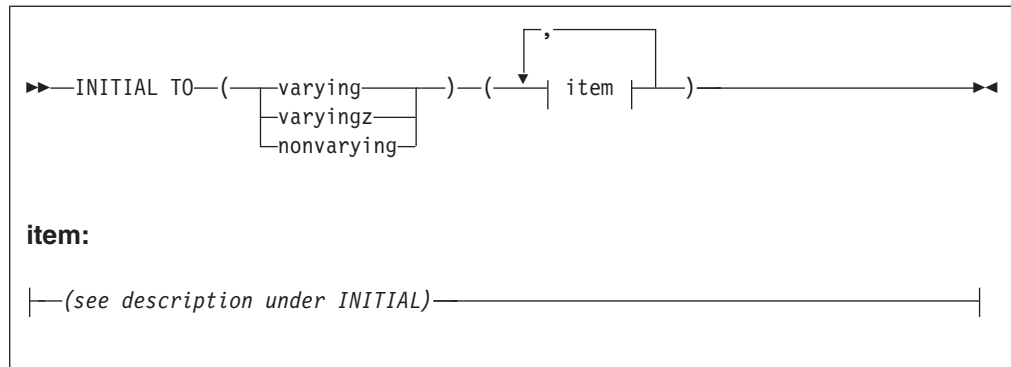 ,
INITIAL TO ( varying ) ( item )
varyingz
nonvarying
item:
(see description under INITIAL)